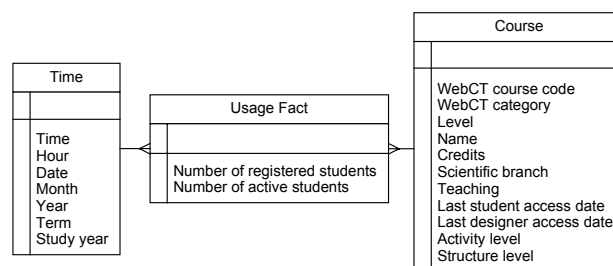 Time
Time
Hour
Date
Month
Year
Term
Study year
Usage Fact
Number of registered students
Number of active students
Course
WebCT course code
WebCT category
Level
Name
Credits
Scientific branch
Teaching
Last student access date
Last designer access date
Activity level
Structure level